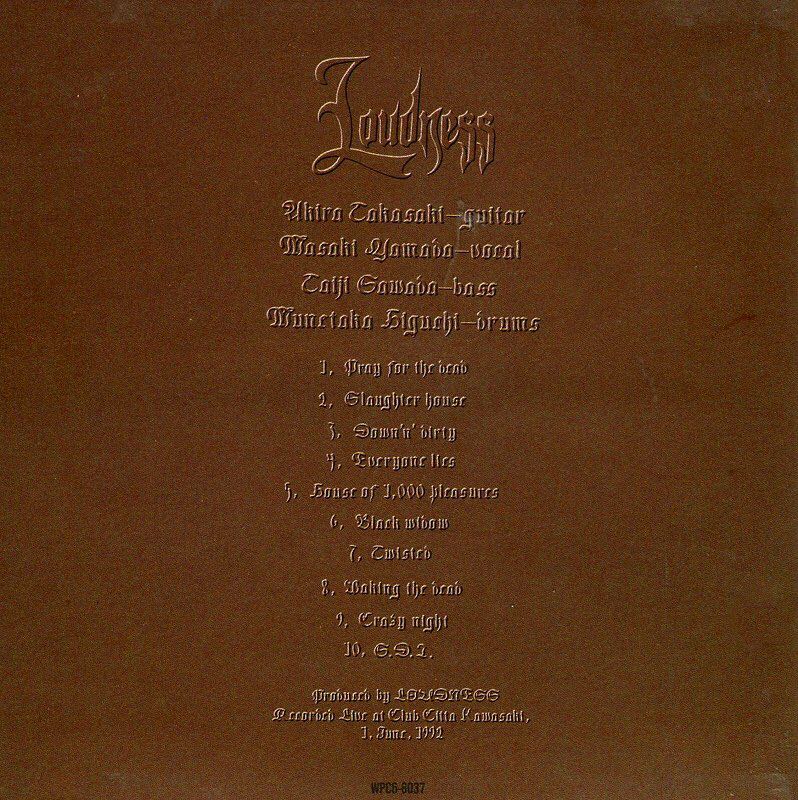 Loudness
Akira Takasaki—guitar
Masaki Yamada—vocal
Taiji Sawada—bass
Munetaka Higuchi—drums
1, Pray for the dead
2, Slaughter house
3, Down'n' dirty
4, Everyone lies
5, House of 1,000 pleasures
6, Black widow
7, Twisted
8, Waking the dead
9, Crazy night
10, S.D.I.
Produced by LOUDNESS
Recorded Live at Club Citta Kawasaki,
1, June, 1992
WPC6-8037